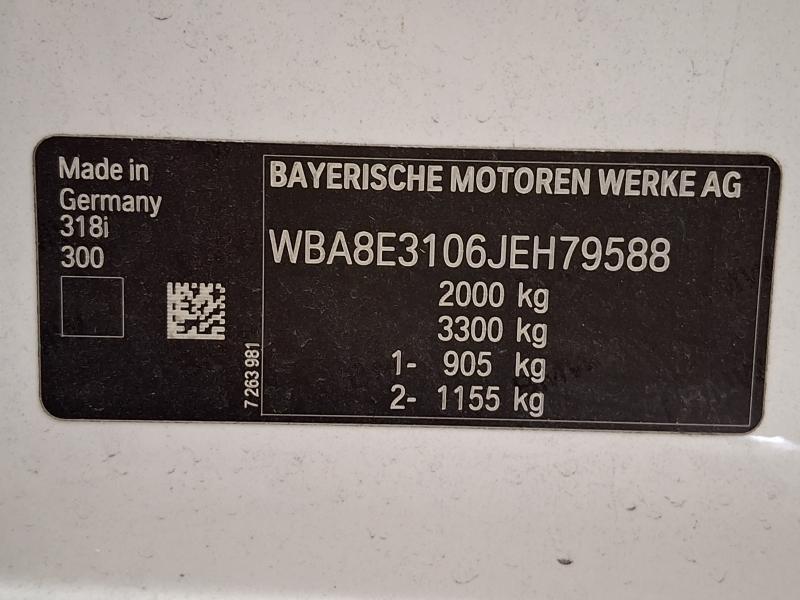 Made in
Germany
318i
300
7 263 981
BAYERISCHE MOTOREN WERKE AG
WBA8E3106JEH79588
2000 kg
3300 kg
1- 905 kg
2- 1155 kg